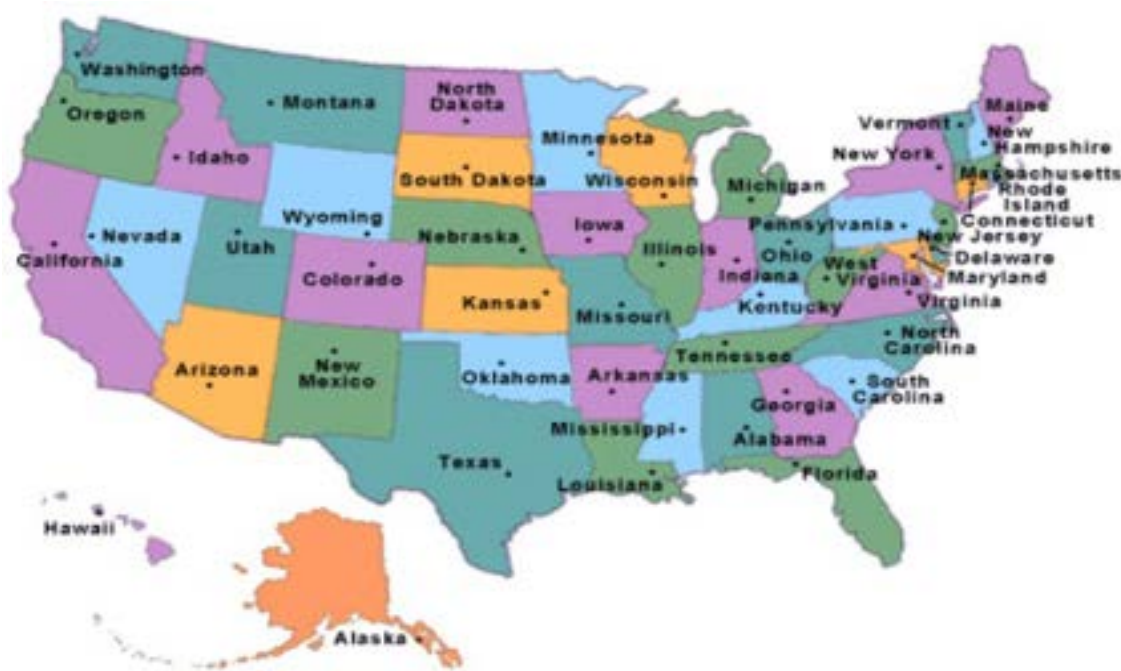 Washington
Montana
North
Dakota
Minnesota
Maine
Vermont
New
Hampshire
Oregon
Idaho
South Dakota
Wisconsin
Michigan
New York
Massachusetts
Rhode
Island
Connecticut
Wyoming
Iowa
Pennsylvania
New Jersey
Nevada
Utah
Nebraska
Illinois
Indiana
Ohio
West
Virginia
Delaware
Maryland
California
Colorado
Kansas
Missouri
Kentucky
Virginia
Arizona
New
Mexico
Oklahoma
Arkansas
Tennessee
North
Carolina
South
Carolina
Georgia
Texas
Mississippi
Alabama
Louisiana
Florida
Hawaii
Alaska